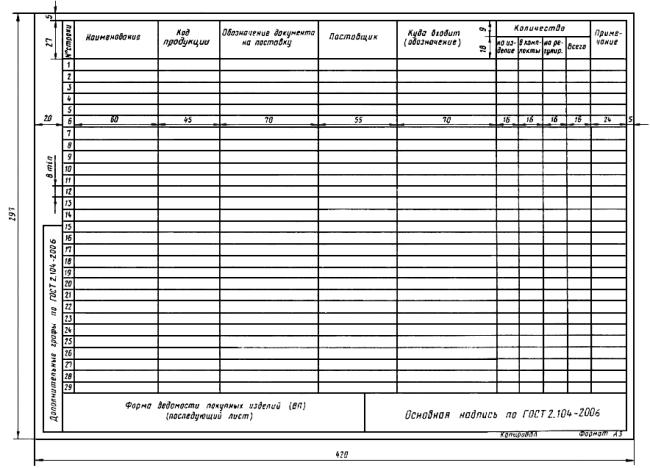 № строки
Наименование
Код
продукции
Обозначение документа
на поставку
Поставщик
Куда входит
(обозначение)
Количество
на из-
делие
В комп-
лекты
на ре-
гулир.
Всего
Приме-
чание
5
27
9
18
1
2
3
4
5
6
20
60
45
70
55
70
16
16
16
16
24
5
7
8
9
10
11
12
13
14
15
16
17
18
19
20
21
22
23
24
25
26
27
28
29
8 min
297
Дополнительные графы по ГОСТ 2.104-2006
Форма ведомости покупных изделий (ВП)
(последующий лист)
Основная надпись по ГОСТ 2.104-2006
Копировал
Формат А3
420